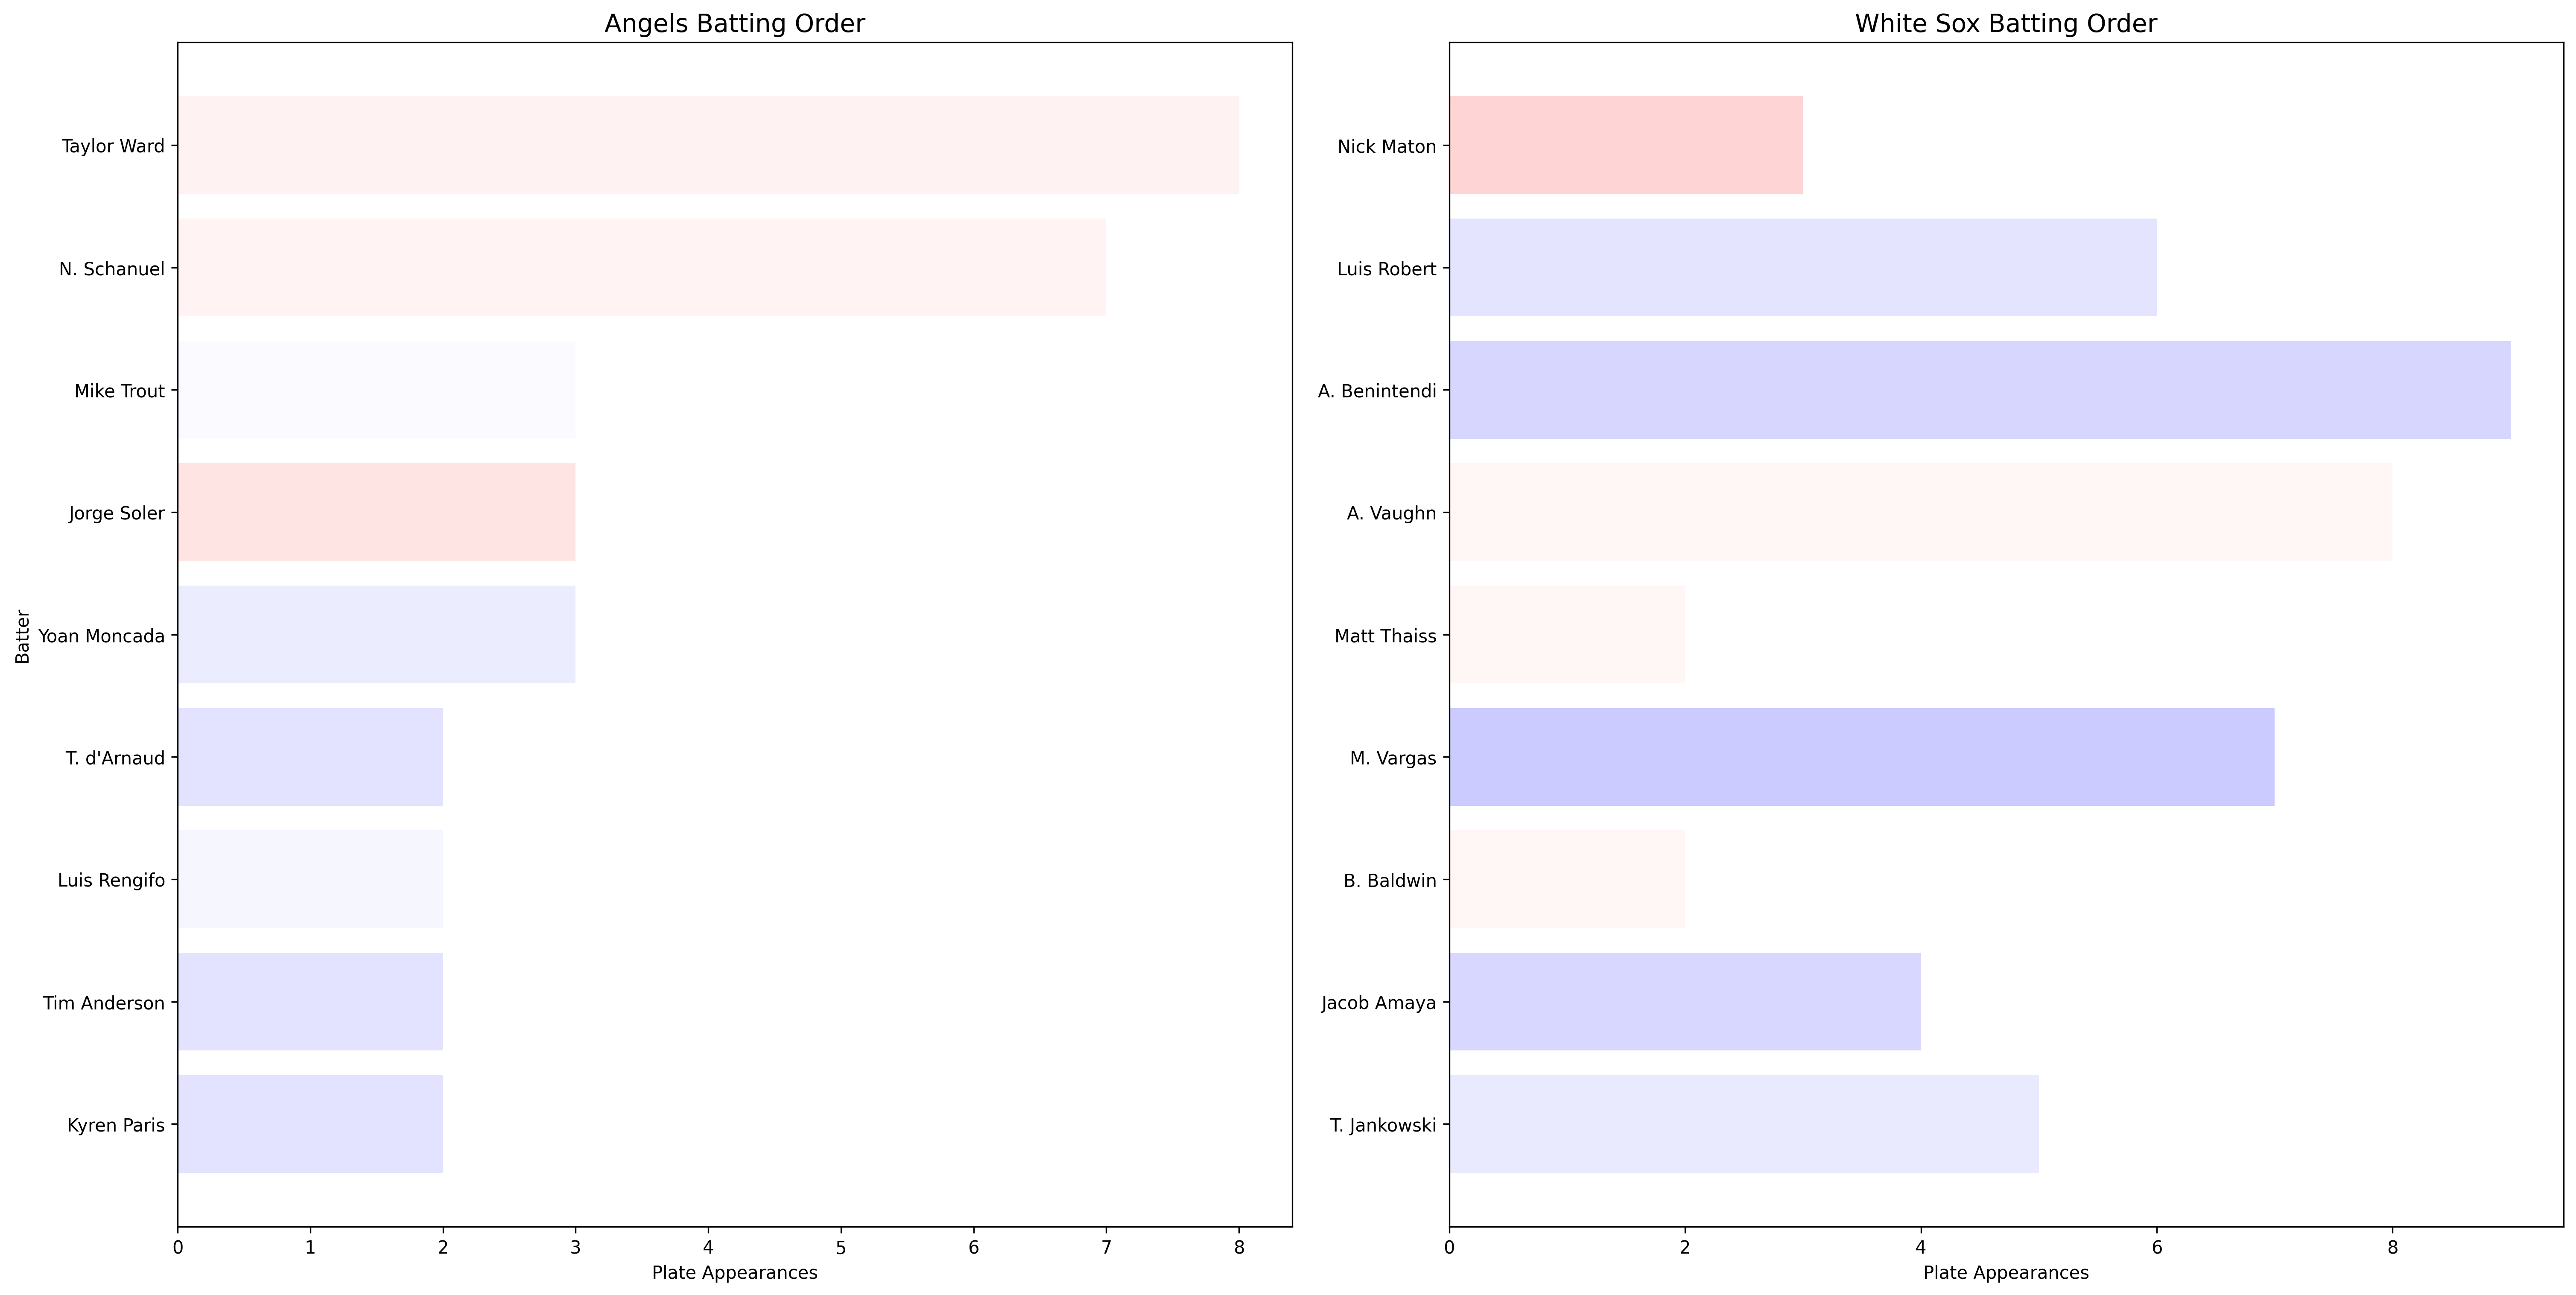 Angels Batting Order
Batter
Taylor Ward
N. Schanuel
Mike Trout
Jorge Soler
Yoan Moncada
T. d'Arnaud
Luis Rengifo
Tim Anderson
Kyren Paris
0 1 2 3 4 5 6 7 8
Plate Appearances
White Sox Batting Order
Nick Maton
Luis Robert
A. Benintendi
A. Vaughn
Matt Thaiss
M. Vargas
B. Baldwin
Jacob Amaya
T. Jankowski
0 2 4 6 8
Plate Appearances